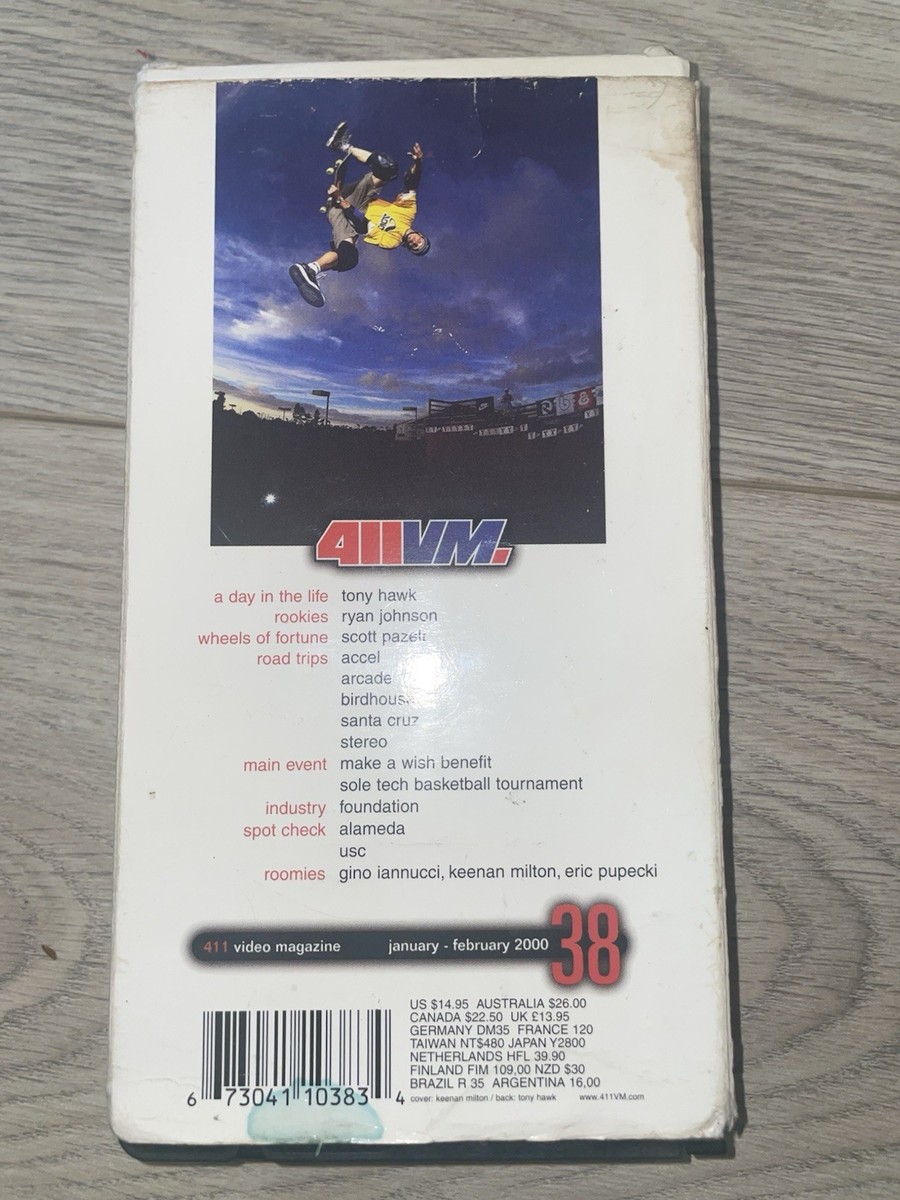 411VM.
a day in the life tony hawk
rookies ryan johnson
wheels of fortune scott
road trips accel
arcade
birdhouse
santa cruz
stereo
main event make a wish benefit
sole tech basketball tournament
industry foundation
spot check alameda
usc
roomies gino iannucci, keenan milton, eric pupecki
411 video magazine january - february 2000 38
US $14.95 AUSTRALIA $26.00
CANADA $22.50 UK £13.95
GERMANY DM35 FRANCE 120
TAIWAN NT$480 JAPAN Y2800
NETHERLANDS HFL 39.90
FINLAND FIM 109,00 NZD $30
BRAZIL R 35 ARGENTINA 16,00
cover: keenan milton / back: tony hawk www.411VM.com
6 73041 10383 4